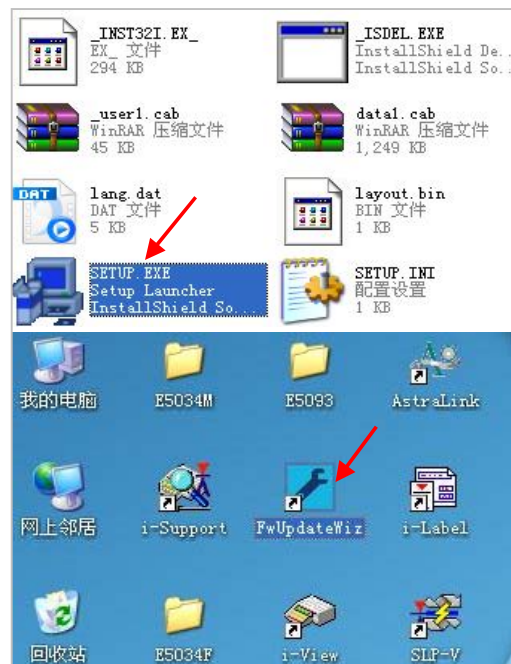 _INST32I.EX_
EX_ 文件
294 KB
_ISDEL.EXE
InstallShield De..
InstallShield So..
_user1.cab
WinRAR 压缩文件
45 KB
data1.cab
WinRAR 压缩文件
1,249 KB
DAT
lang.dat
DAT 文件
5 KB
layout.bin
BIN 文件
1 KB
SETUP.EXE
Setup Launcher
InstallShield So...
SETUP.INI
配置设置
1 KB
我的电脑
E5034M
E5093
AstraLink
网上邻居
i-Support
FwUpdateWiz
i-Label
回收站
E5034F
i-View
SLP-V